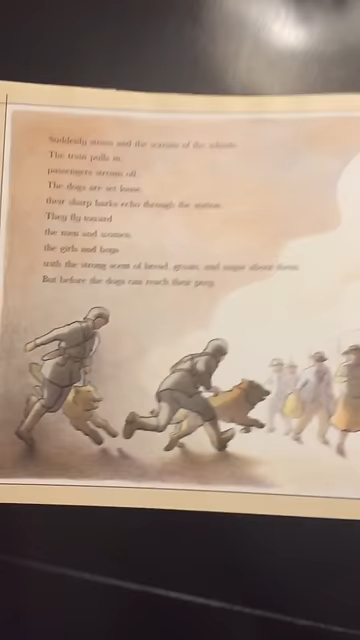 Suddenly steam and the scream of the whistle.
The train pulls in,
passengers stream off.
The dogs are set loose,
their sharp barks echo through the station.
They fly toward
the men and women,
the girls and boys
with the strong scent of bread, grease, and sugar about them.
But before the dogs can reach their prey,